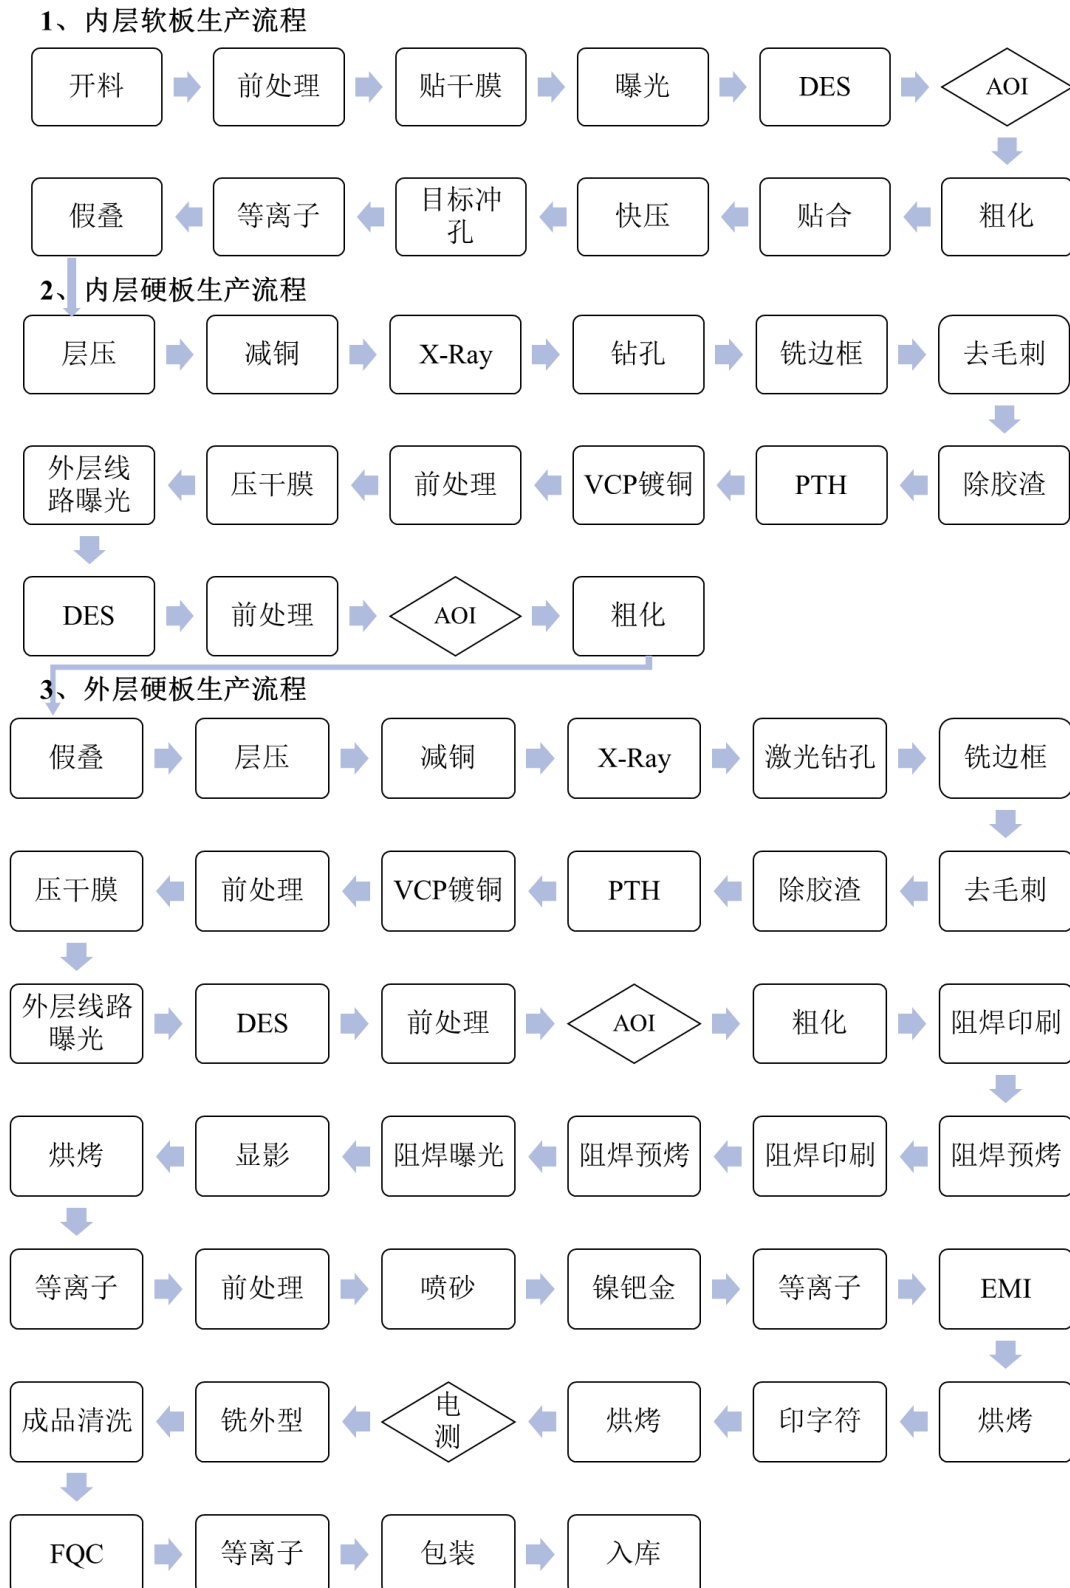 1、内层软板生产流程
开料
前处理
贴干膜
曝光
DES
AOI
假叠
等离子
目标冲
孔
快压
贴合
粗化
2、内层硬板生产流程
层压
减铜
X-Ray
钻孔
铣边框
去毛刺
外层线
路曝光
压干膜
前处理
VCP镀铜
PTH
除胶渣
DES
前处理
AOI
粗化
3、外层硬板生产流程
假叠
层压
减铜
X-Ray
激光钻孔
铣边框
压干膜
前处理
VCP镀铜
PTH
除胶渣
去毛刺
外层线路
曝光
DES
前处理
AOI
粗化
阻焊印刷
烘烤
显影
阻焊曝光
阻焊预烤
阻焊印刷
阻焊预烤
等离子
前处理
喷砂
镍钯金
等离子
EMI
成品清洗
铣外型
电
测
烘烤
印字符
烘烤
FQC
等离子
包装
入库